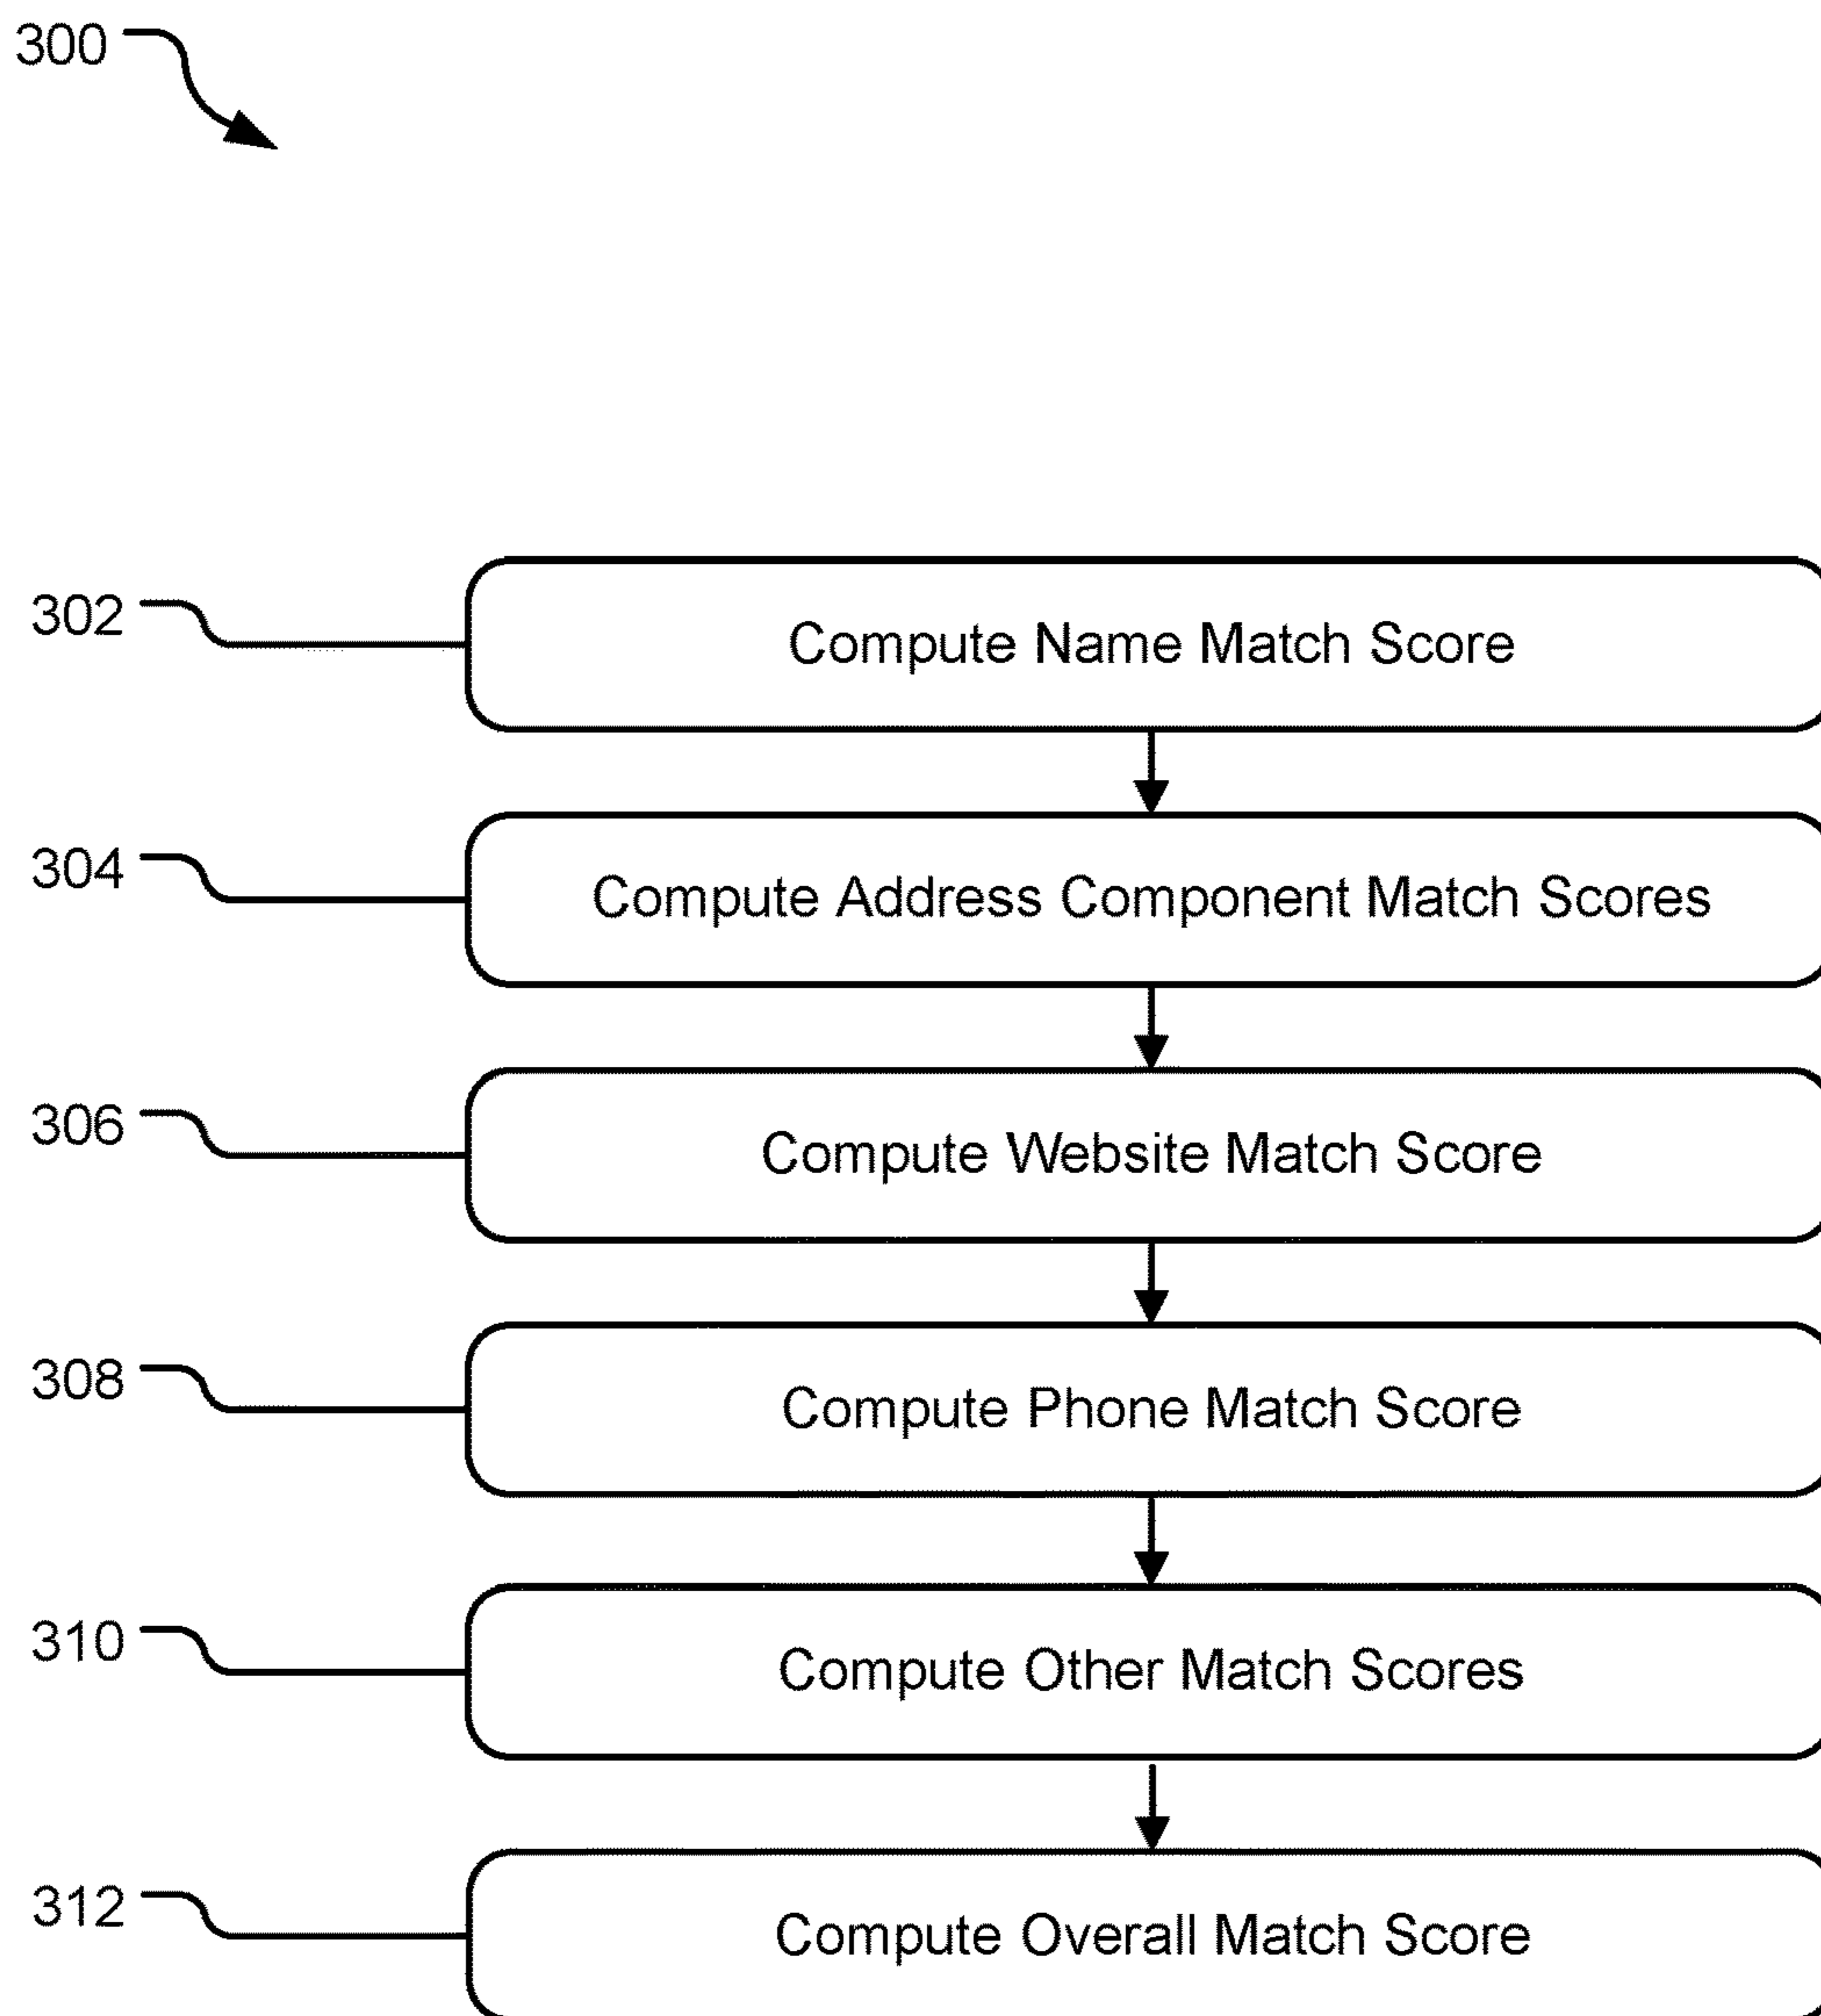 300
302
Compute Name Match Score
304
Compute Address Component Match Scores
306
Compute Website Match Score
308
Compute Phone Match Score
310
Compute Other Match Scores
312
Compute Overall Match Score